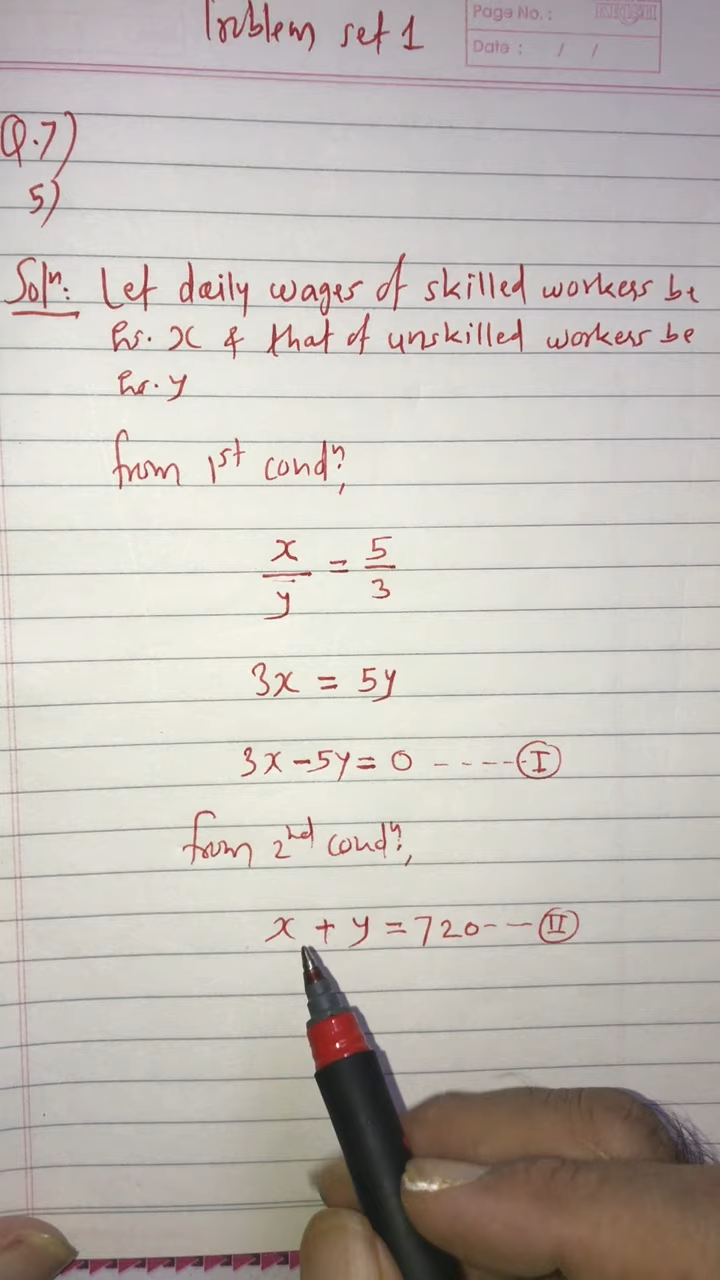 Problem set 1
Page No.:
Date : / /
Q.7)
5)
Solⁿ: Let daily wages of skilled workers be
Rs. x & that of unskilled workers be
Rs. y
from 1st condⁿ,
x/y = 5/3
3x = 5y
3x - 5y = 0 ----- I
from 2nd condⁿ,
x + y = 720 --- II